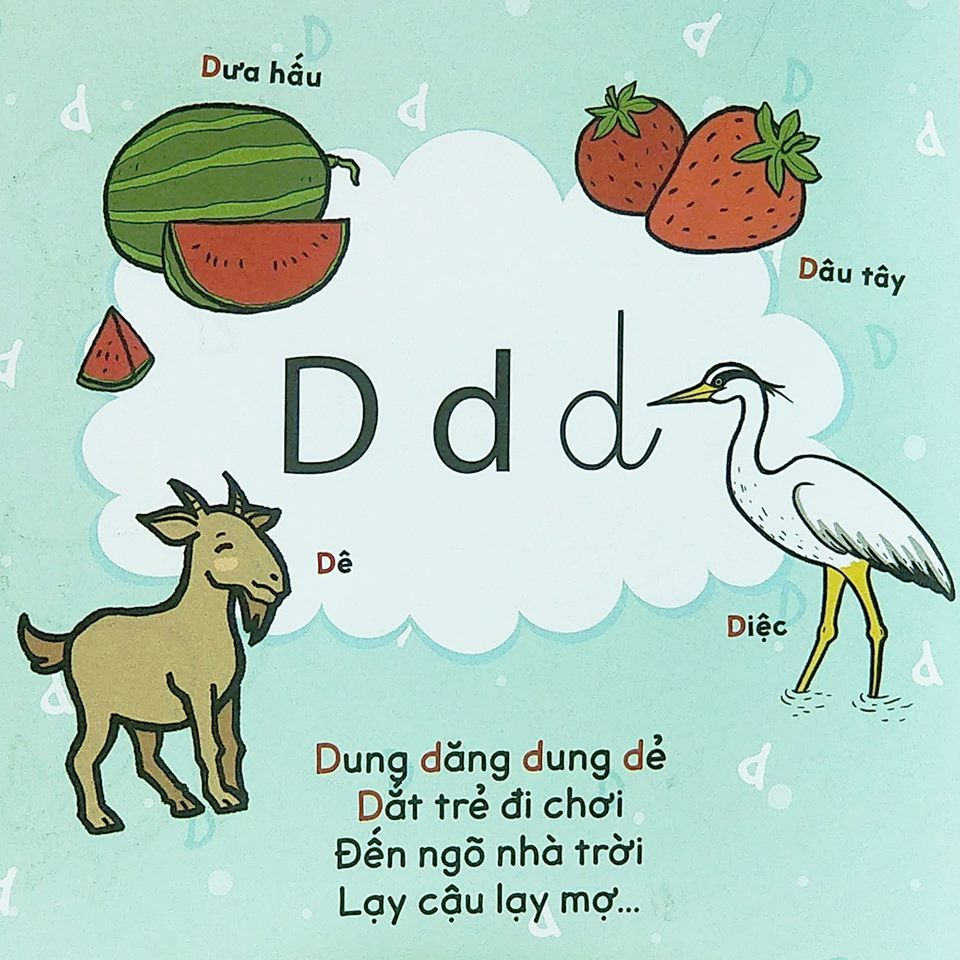 Dưa hấu
Dâu tây
D d d
Dê
Diệc
Dung dăng dung dẻ
Dắt trẻ đi chơi
Đến ngõ nhà trời
Lạy cậu lạy mợ...